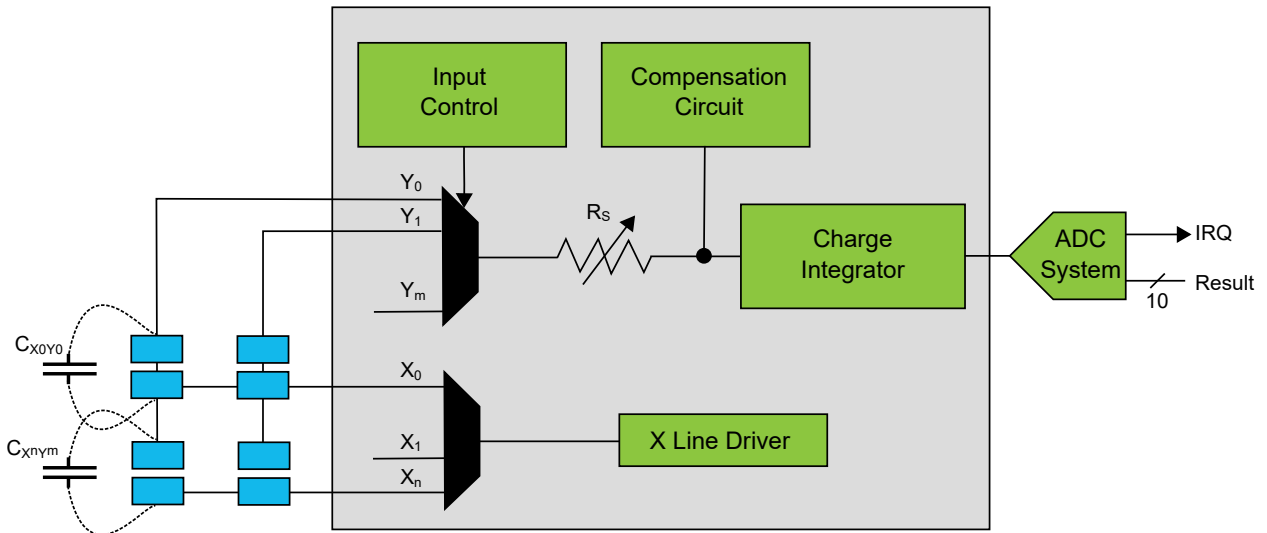 Input
Control
Compensation
Circuit
Y0
Y1
Ym
RS
Charge
Integrator
ADC
System
IRQ
Result
10
CX0Y0
CXnYm
X0
X1
Xn
X Line Driver